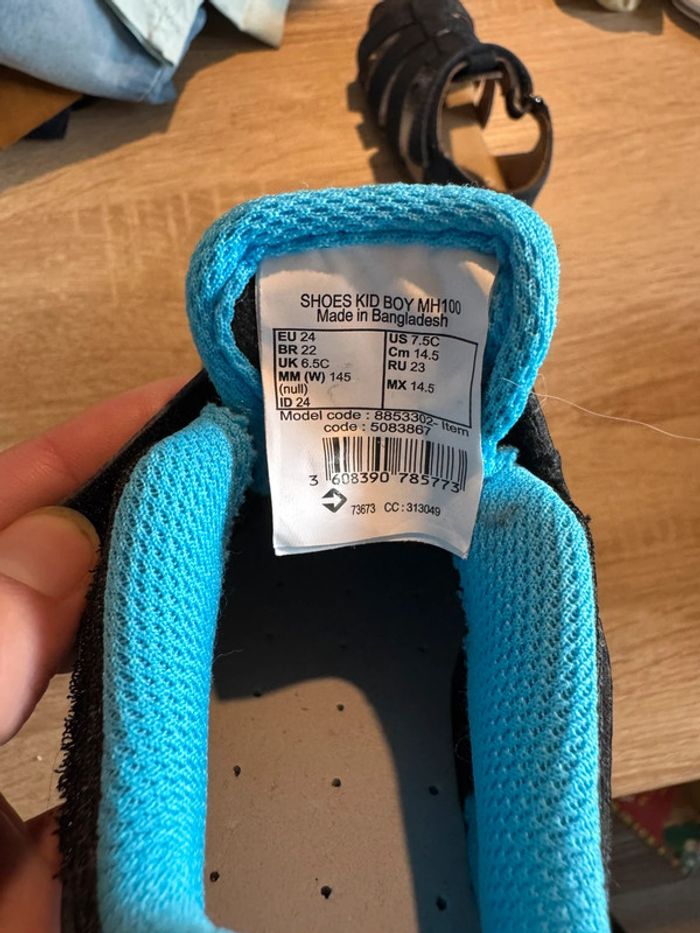 SHOES KID BOY MH100
Made in Bangladesh
EU 24
BR 22
UK 6.5C
MM (W) 145
(null)
ID 24
US 7.5C
Cm 14.5
RU 23
MX 14.5
Model code : 8853302- Item
code : 5083867
3 608390 785773
73673 CC : 313049